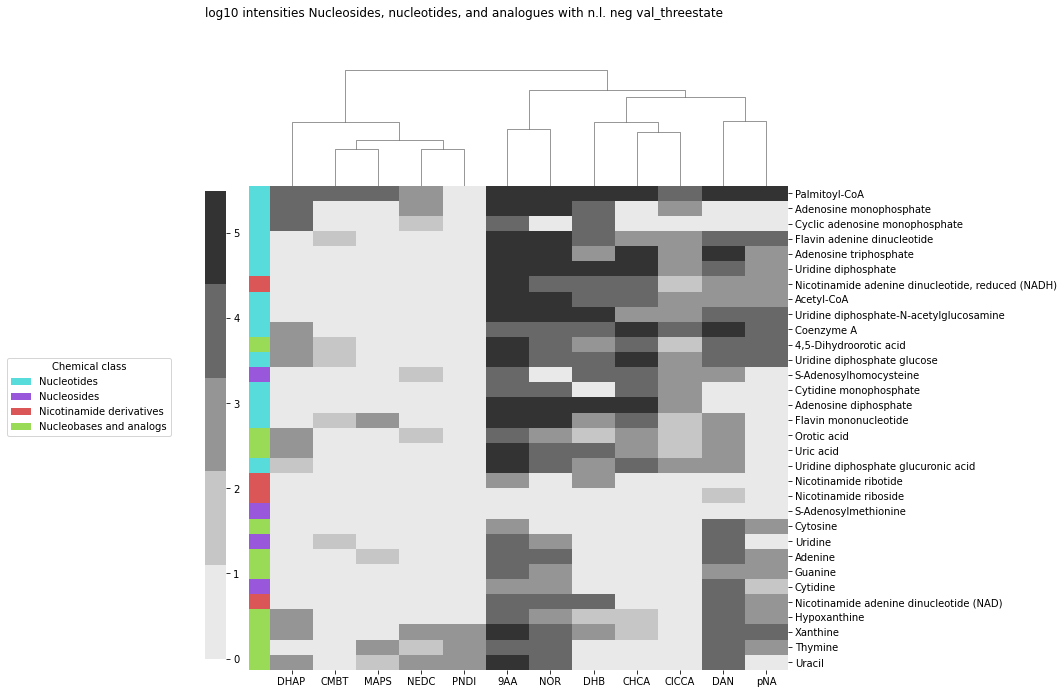 log10 intensities Nucleosides, nucleotides, and analogues with n.l. neg val_threestate
5
4
3
2
1
0
Chemical class
Nucleotides
Nucleosides
Nicotinamide derivatives
Nucleobases and analogs
Palmitoyl-CoA
Adenosine monophosphate
Cyclic adenosine monophosphate
Flavin adenine dinucleotide
Adenosine triphosphate
Uridine diphosphate
Nicotinamide adenine dinucleotide, reduced (NADH)
Acetyl-CoA
Uridine diphosphate-N-acetylglucosamine
Coenzyme A
4,5-Dihydroorotic acid
Uridine diphosphate glucose
S-Adenosylhomocysteine
Cytidine monophosphate
Adenosine diphosphate
Flavin mononucleotide
Orotic acid
Uric acid
Uridine diphosphate glucuronic acid
Nicotinamide ribotide
Nicotinamide riboside
S-Adenosylmethionine
Cytosine
Uridine
Adenine
Guanine
Cytidine
Nicotinamide adenine dinucleotide (NAD)
Hypoxanthine
Xanthine
Thymine
Uracil
DHAP CMBT MAPS NEDC PNDI 9AA NOR DHB CHCA ClCCA DAN pNA